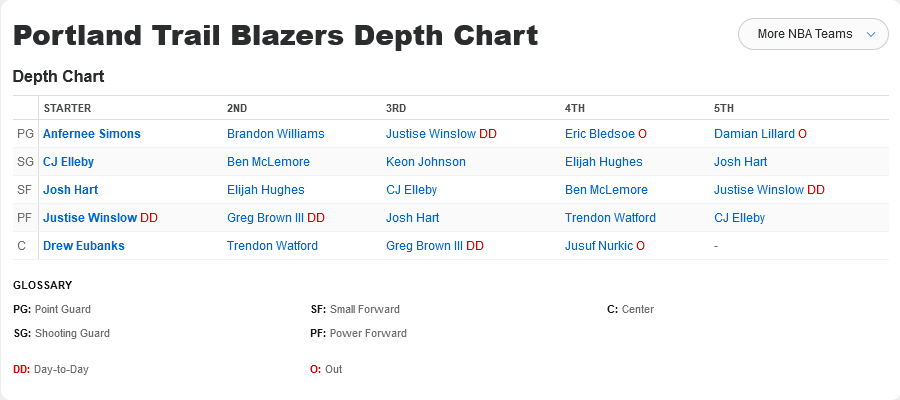 Portland Trail Blazers Depth Chart
More NBA Teams
Depth Chart
STARTER 2ND 3RD 4TH 5TH
PG Anfernee Simons Brandon Williams Justise Winslow DD Eric Bledsoe O Damian Lillard O
SG CJ Elleby Ben McLemore Keon Johnson Elijah Hughes Josh Hart
SF Josh Hart Elijah Hughes CJ Elleby Ben McLemore Justise Winslow DD
PF Justise Winslow DD Greg Brown III DD Josh Hart Trendon Watford CJ Elleby
C Drew Eubanks Trendon Watford Greg Brown III DD Jusuf Nurkic O -
GLOSSARY
PG: Point Guard SF: Small Forward C: Center
SG: Shooting Guard PF: Power Forward
DD: Day-to-Day O: Out